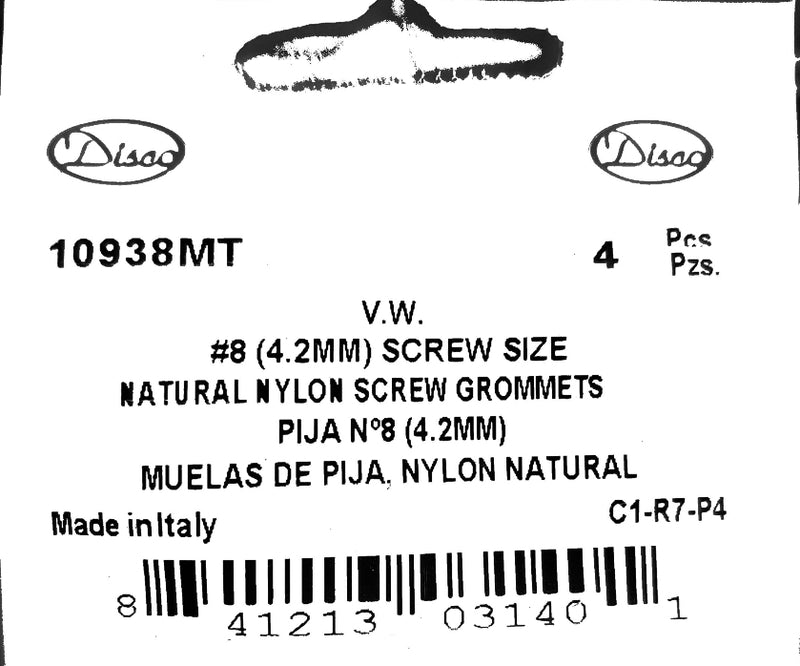 Disco Disco
10938MT 4 Pcs
Pzs.
V.W.
#8 (4.2MM) SCREW SIZE
NATURAL NYLON SCREW GROMMETS
PIJA Nº8 (4.2MM)
MUELAS DE PIJA, NYLON NATURAL
Made in Italy C1-R7-P4
8 41213 03140 1